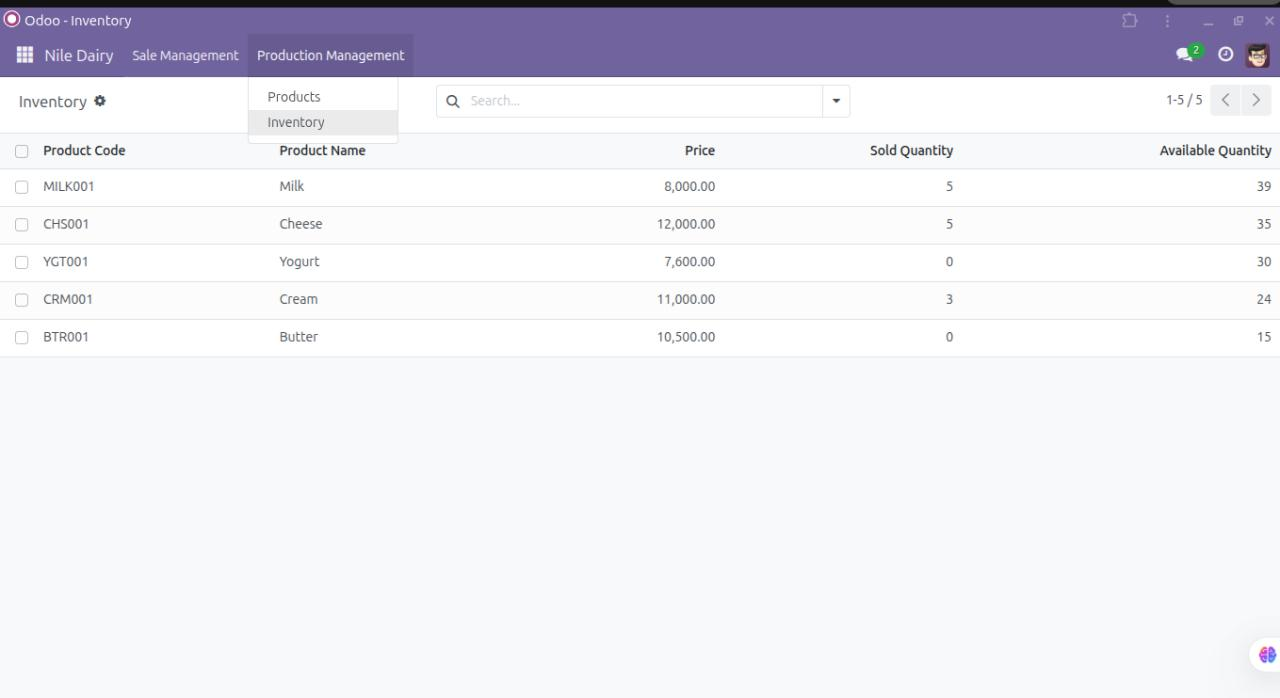 Odoo - Inventory
Nile Dairy Sale Management Production Management 2
Inventory Products Search... 1-5 / 5
Inventory
Product Code Product Name Price Sold Quantity Available Quantity
MILK001 Milk 8,000.00 5 39
CHS001 Cheese 12,000.00 5 35
YGT001 Yogurt 7,600.00 0 30
CRM001 Cream 11,000.00 3 24
BTR001 Butter 10,500.00 0 15